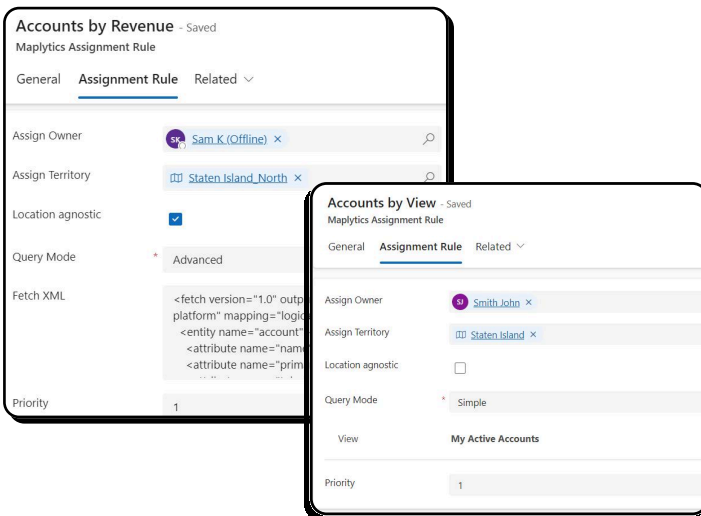 Accounts by Revenue - Saved
Maplytics Assignment Rule
General Assignment Rule Related
Assign Owner SK Sam K (Offline) ×
Assign Territory Staten Island_North ×
Location agnostic
Query Mode * Advanced
Fetch XML <fetch version="1.0"
platform" mapping=
<entity name="account"
<attribute name="name
<attribute name=
Priority 1
Accounts by View - Saved
Maplytics Assignment Rule
General Assignment Rule Related
Assign Owner SJ Smith John ×
Assign Territory Staten Island ×
Location agnostic
Query Mode * Simple
View My Active Accounts
Priority 1